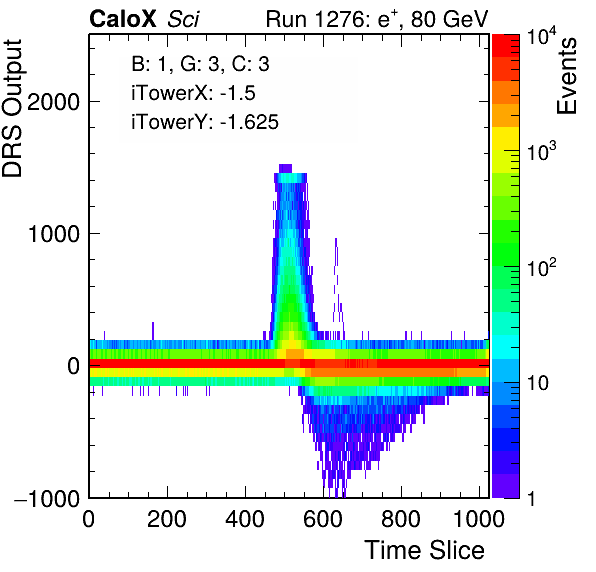 CaloX Sci
Run 1276: e+, 80 GeV
B: 1, G: 3, C: 3
iTowerX: -1.5
iTowerY: -1.625
DRS Output
2000
1000
0
−1000
0 200 400 600 800 1000
Time Slice
Events
10^4
10^3
10^2
10
1